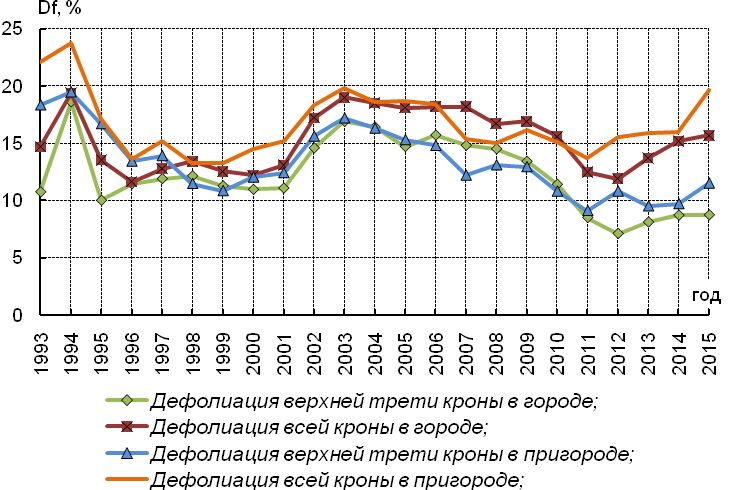 Df, %
25
20
15
10
5
0
год
1993 1994 1995 1996 1997 1998 1999 2000 2001 2002 2003 2004 2005 2006 2007 2008 2009 2010 2011 2012 2013 2014 2015
Дефолиация верхней трети кроны в городе;
Дефолиация всей кроны в городе;
Дефолиация верхней трети кроны в пригороде;
Дефолиация всей кроны в пригороде;